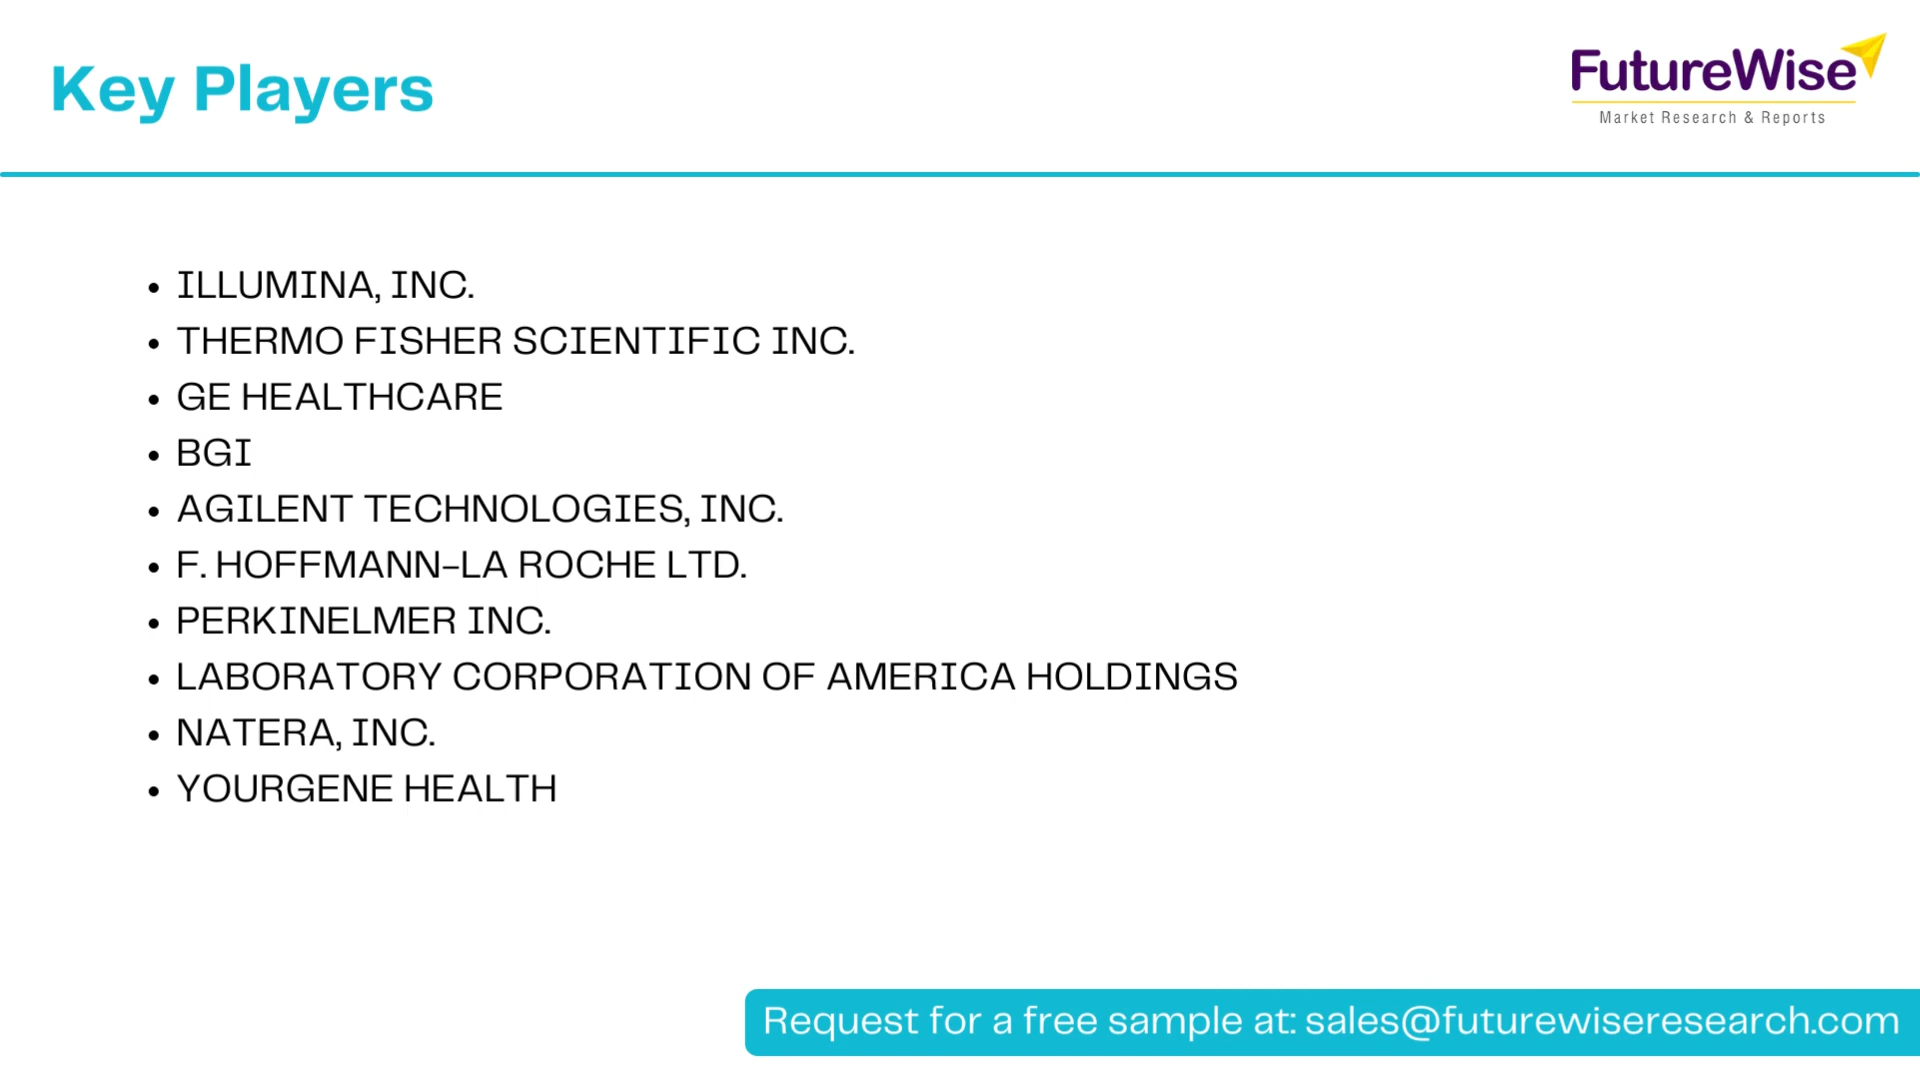 Key Players
FutureWise
Market Research & Reports
• ILLUMINA, INC.
• THERMO FISHER SCIENTIFIC INC.
• GE HEALTHCARE
• BGI
• AGILENT TECHNOLOGIES, INC.
• F. HOFFMANN-LA ROCHE LTD.
• PERKINELMER INC.
• LABORATORY CORPORATION OF AMERICA HOLDINGS
• NATERA, INC.
• YOURGENE HEALTH
Request for a free sample at: sales@futurewiseresearch.com